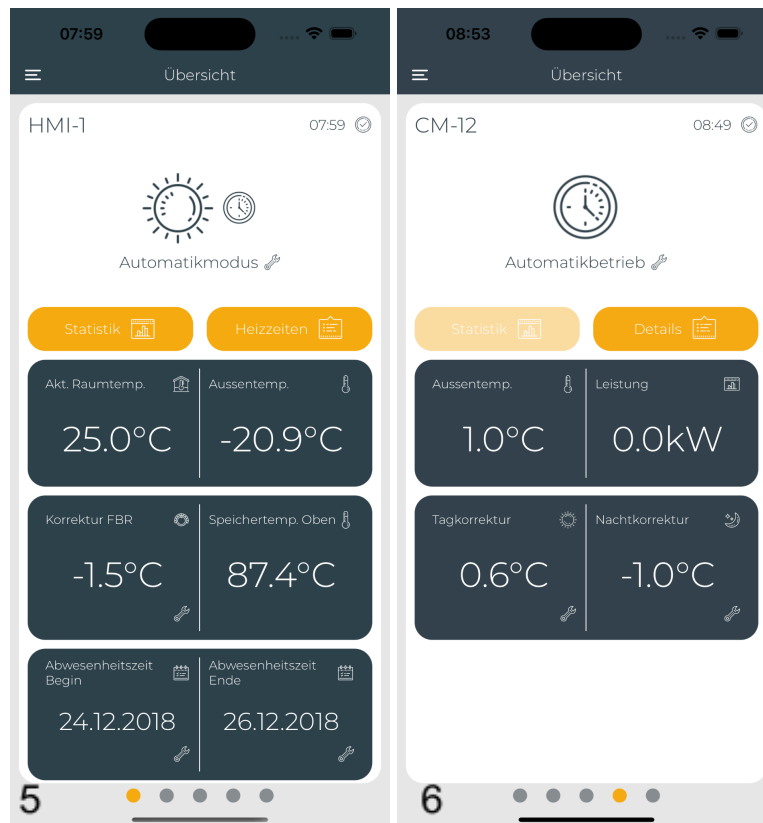 07:59
Übersicht
HMI-1
07:59
Automatikmodus
Statistik
Heizzeiten
Akt. Raumtemp.
Aussentemp.
25.0°C
-20.9°C
Korrektur FBR
Speichertemp. Oben
-1.5°C
87.4°C
Abwesenheitszeit
Begin
Abwesenheitszeit
Ende
24.12.2018
26.12.2018
5
08:53
Übersicht
CM-12
08:49
Automatikbetrieb
Statistik
Details
Aussentemp.
Leistung
1.0°C
0.0kW
Tagkorrektur
Nachtkorrektur
0.6°C
-1.0°C
6